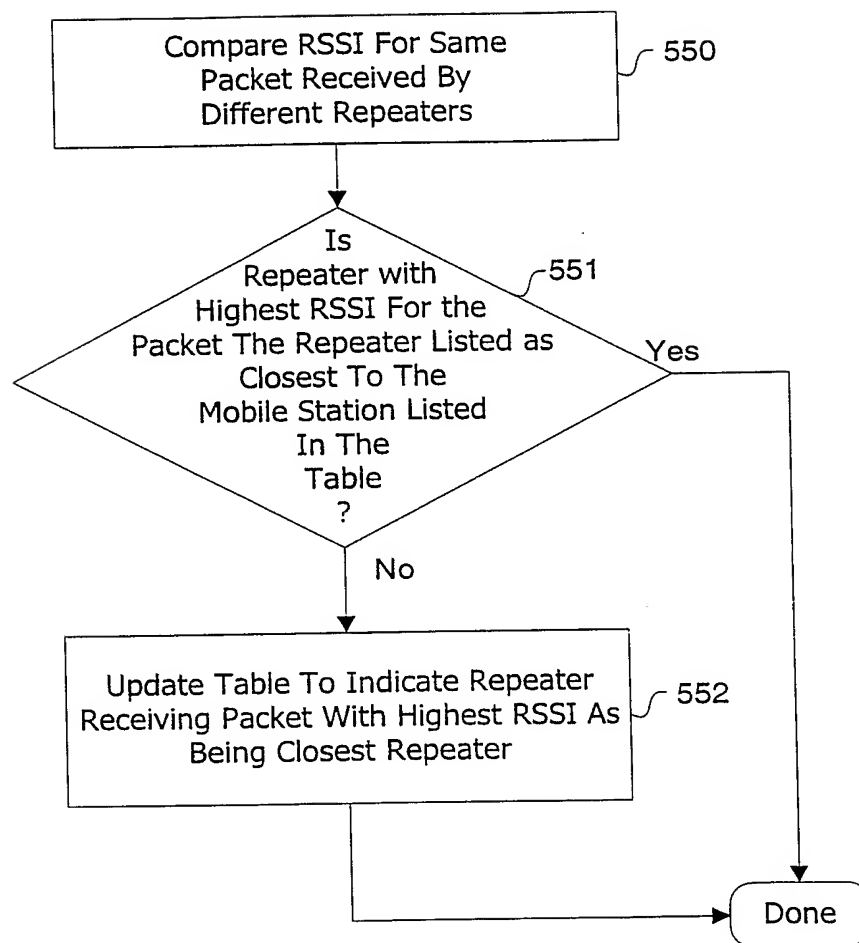 Compare RSSI For Same
Packet Received By
Different Repeaters
550
Is
Repeater with
Highest RSSI For the
Packet The Repeater Listed as
Closest To The
Mobile Station Listed
In The
Table
?
551
Yes
No
Update Table To Indicate Repeater
Receiving Packet With Highest RSSI As
Being Closest Repeater
552
Done